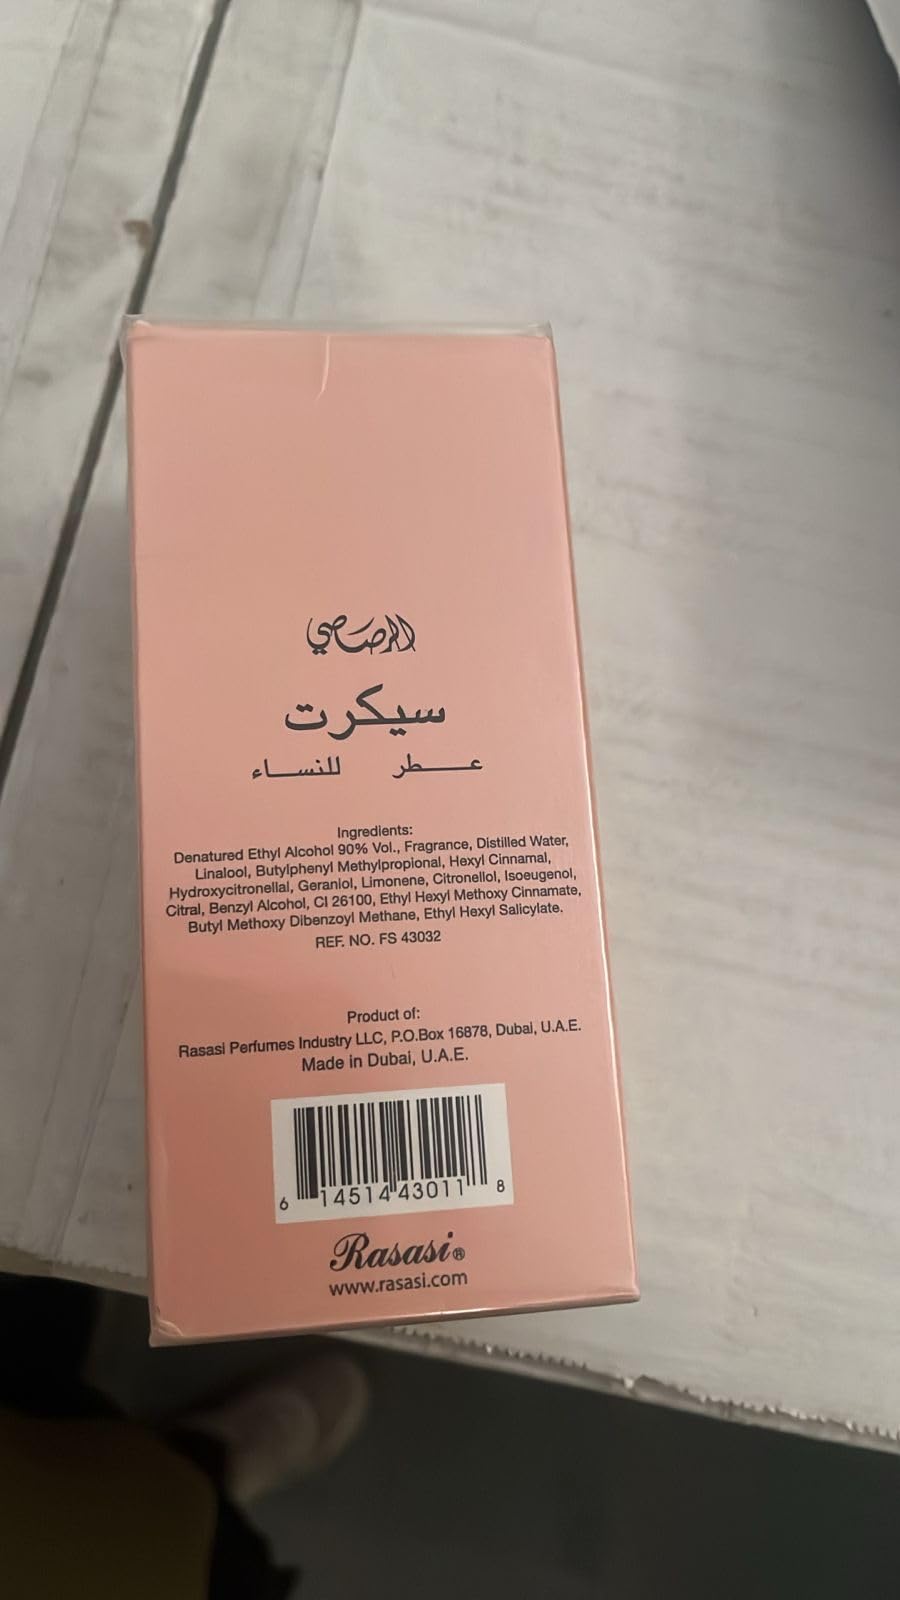 الرصاصي
سيكرت
عطر للنساء
Ingredients:
Denatured Ethyl Alcohol 90% Vol., Fragrance, Distilled Water,
Linalool, Butylphenyl Methylpropional, Hexyl Cinnamal,
Hydroxycitronellal, Geraniol, Limonene, Citronellol, Isoeugenol,
Citral, Benzyl Alcohol, CI 26100, Ethyl Hexyl Methoxy Cinnamate,
Butyl Methoxy Dibenzoyl Methane, Ethyl Hexyl Salicylate.
REF. NO. FS 43032
Product of:
Rasasi Perfumes Industry LLC, P.O.Box 16878, Dubai, U.A.E.
Made in Dubai, U.A.E.
6 14514 43011 8
Rasasi®
www.rasasi.com